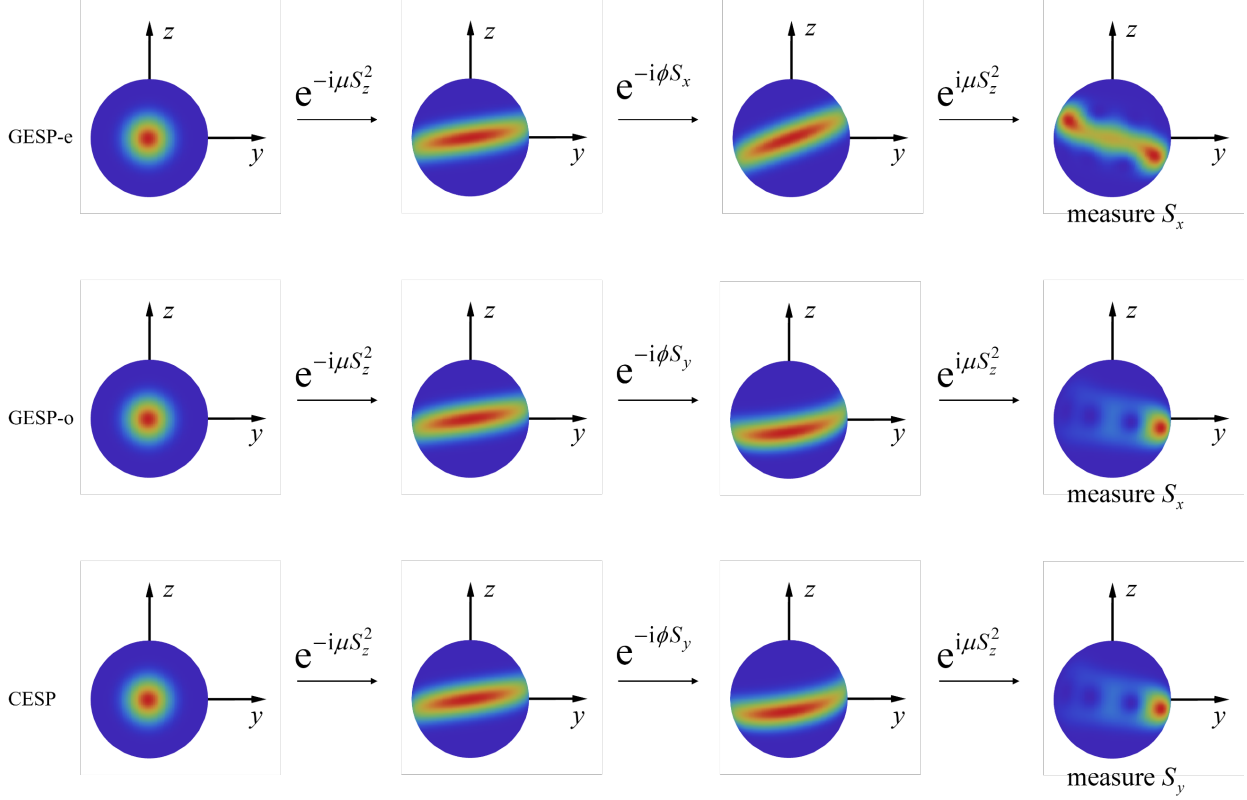 z z z z
e^{-iμS_z^2} e^{-iϕS_x} e^{iμS_z^2}
GESP-e
y y y y
measure S_x
z z z z
e^{-iμS_z^2} e^{-iϕS_y} e^{iμS_z^2}
GESP-o
y y y y
measure S_x
z z z z
e^{-iμS_z^2} e^{-iϕS_y} e^{iμS_z^2}
CESP
y y y y
measure S_y